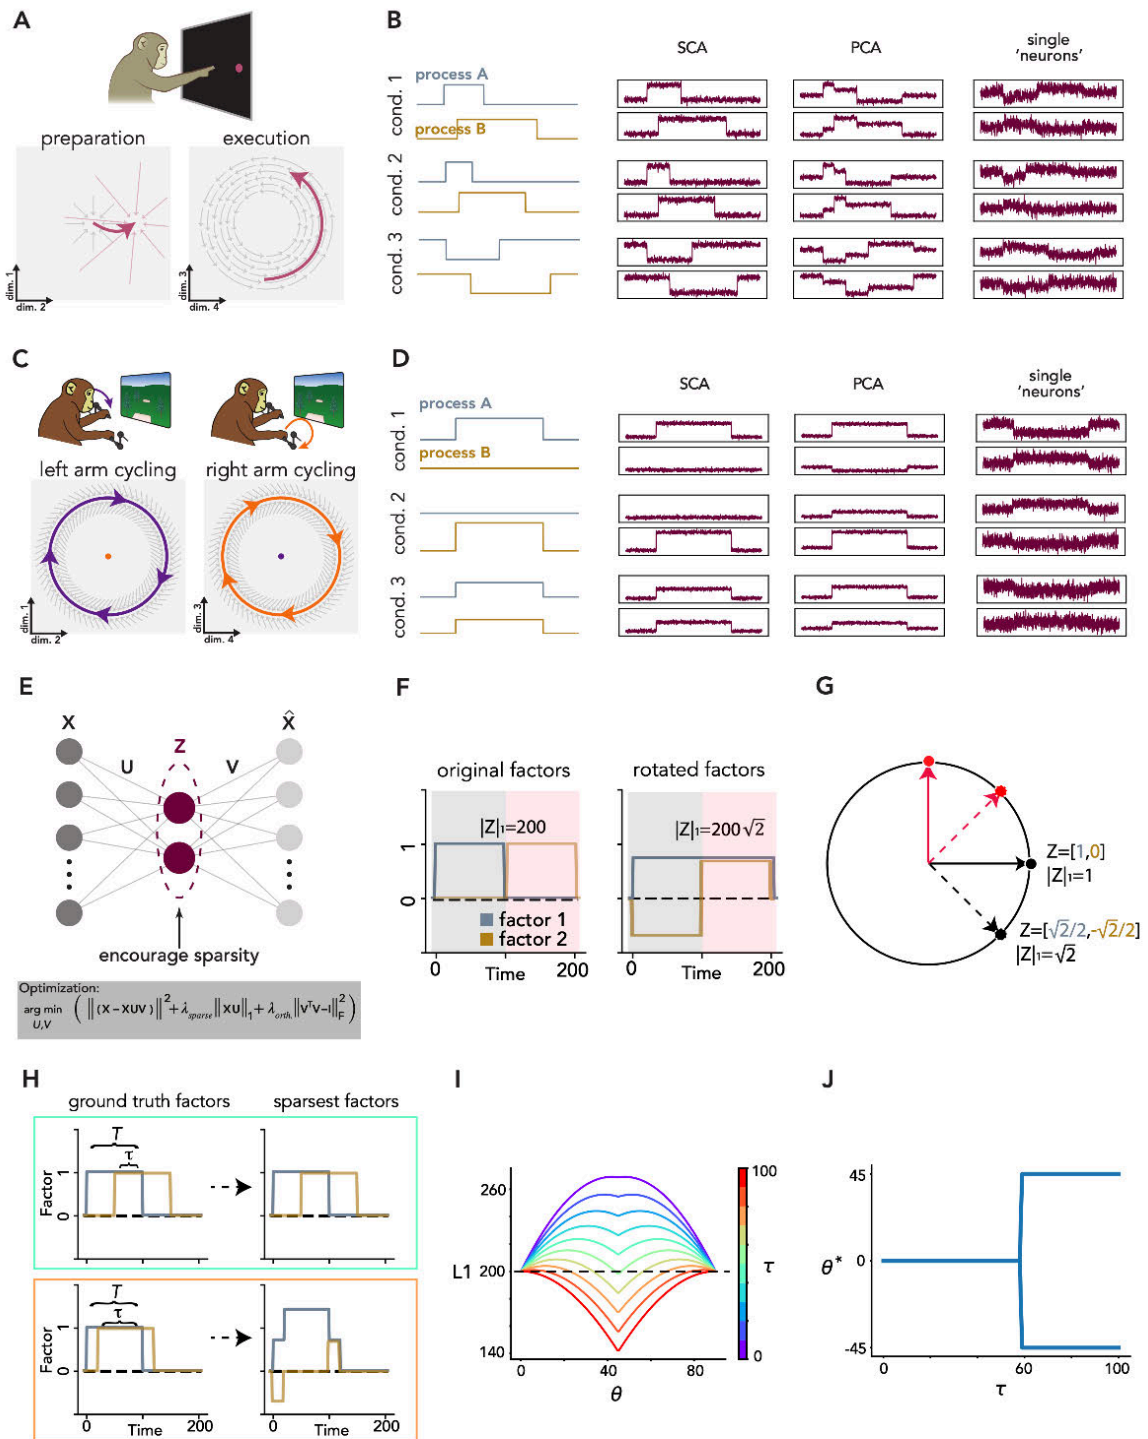 A
preparation
execution
dim. 1
dim. 2
dim. 3
dim. 4
B
SCA
PCA
single
'neurons'
cond. 1
process A
process B
cond. 2
cond. 3
C
left arm cycling
right arm cycling
dim. 1
dim. 2
dim. 3
dim. 4
D
SCA
PCA
single
'neurons'
cond. 1
process A
process B
cond. 2
cond. 3
E
X
U
Z
V
X̂
encourage sparsity
Optimization:
arg min ( ‖(X – XUV)‖² + λsparse‖XU‖₁ + λorth.‖VᵀV–I‖²F )
U,V
F
original factors
rotated factors
|Z|₁=200
|Z|₁=200√2
1
0
factor 1
factor 2
0
Time
200
0
Time
200
G
Z=[1,0]
|Z|₁=1
Z=[√2/2,-√2/2]
|Z|₁=√2
H
ground truth factors
sparsest factors
T
τ
Factor
1
0
0
200
0
200
T
τ
Factor
1
0
0
Time
200
0
Time
200
I
260
L1 200
140
0
40
80
θ
100
τ
0
J
45
θ* 0
-45
0
60
100
τ